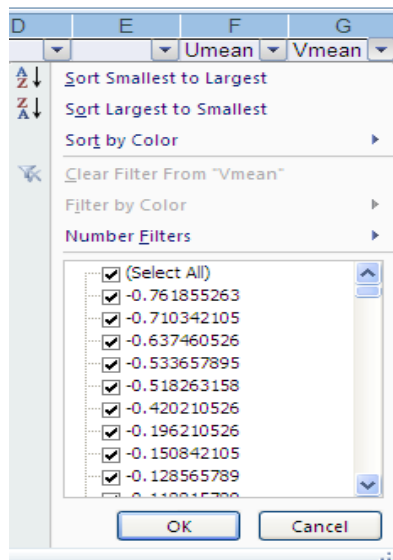 D E F G
Umean Vmean
A Z Sort Smallest to Largest
Z A Sort Largest to Smallest
Sort by Color
Clear Filter From "Vmean"
Filter by Color
Number Filters
(Select All)
-0.761855263
-0.710342105
-0.637460526
-0.533657895
-0.518263158
-0.420210526
-0.196210526
-0.150842105
-0.128565789
OK Cancel